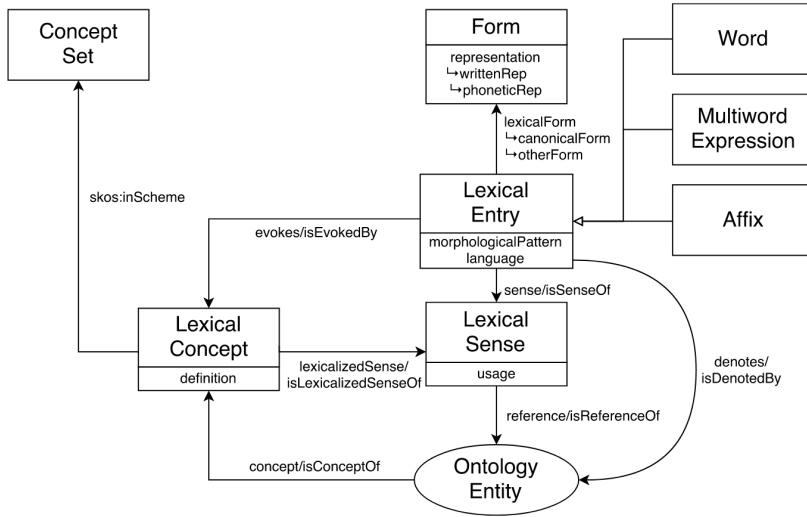 Concept
Set
Form
representation
↳writtenRep
↳phoneticRep
Word
Multiword
Expression
Affix
lexicalForm
↳canonicalForm
↳otherForm
skos:inScheme
Lexical
Entry
morphologicalPattern
language
evokes/isEvokedBy
sense/isSenseOf
Lexical
Concept
definition
lexicalizedSense/
isLexicalizedSenseOf
Lexical
Sense
usage
denotes/
isDenotedBy
reference/isReferenceOf
concept/isConceptOf
Ontology
Entity